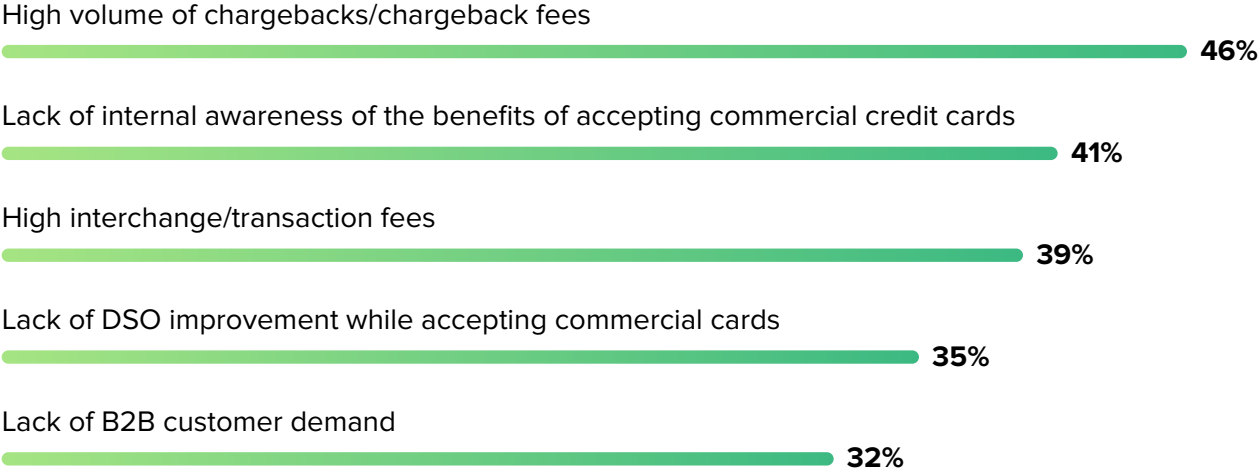 High volume of chargebacks/chargeback fees
46%
Lack of internal awareness of the benefits of accepting commercial credit cards
41%
High interchange/transaction fees
39%
Lack of DSO improvement while accepting commercial cards
35%
Lack of B2B customer demand
32%